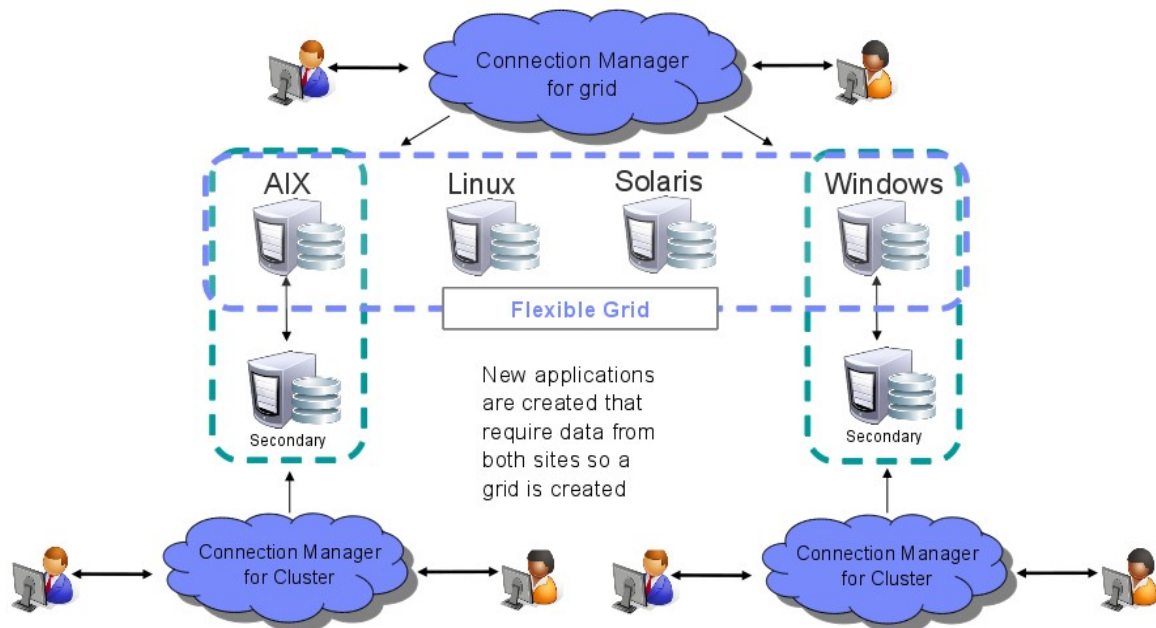 Connection Manager
for grid
AIX
Linux
Solaris
Windows
Flexible Grid
New applications
are created that
require data from
both sites so a
grid is created
Secondary
Secondary
Connection Manager
for Cluster
Connection Manager
for Cluster